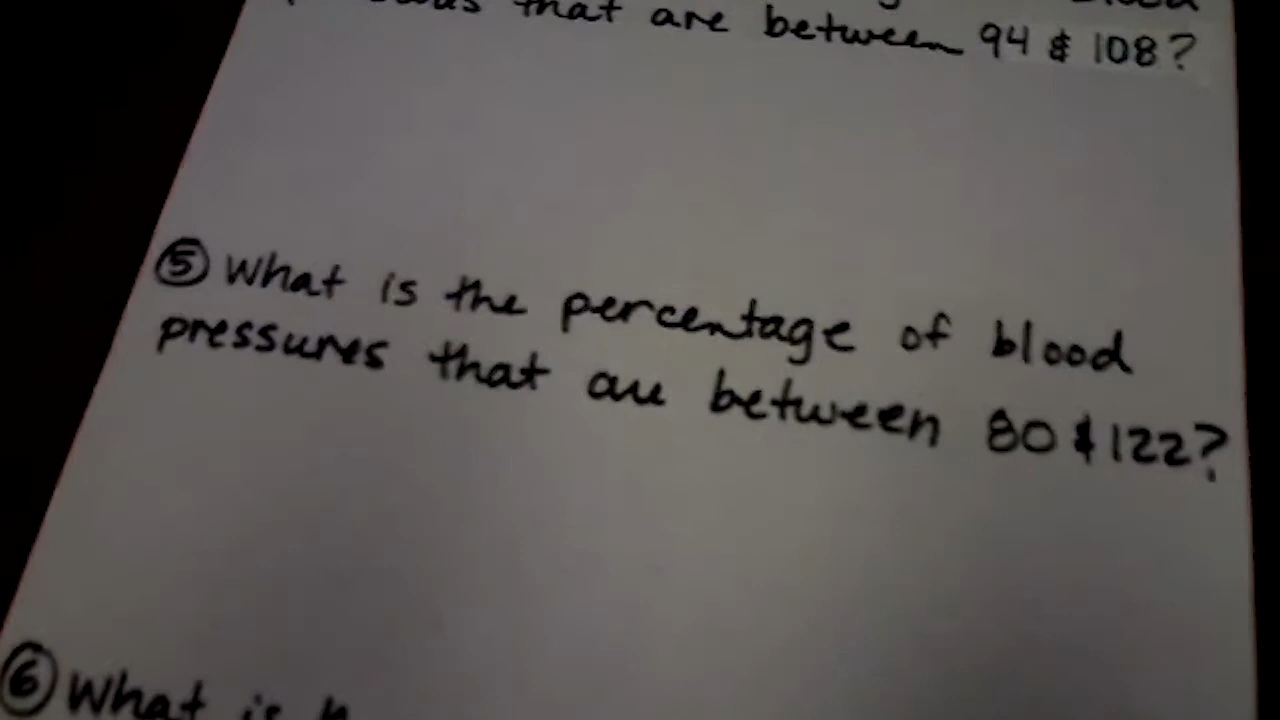 that are between 94 & 108?
⑤ What is the percentage of blood
pressures that are between 80 & 122?
⑥ What is